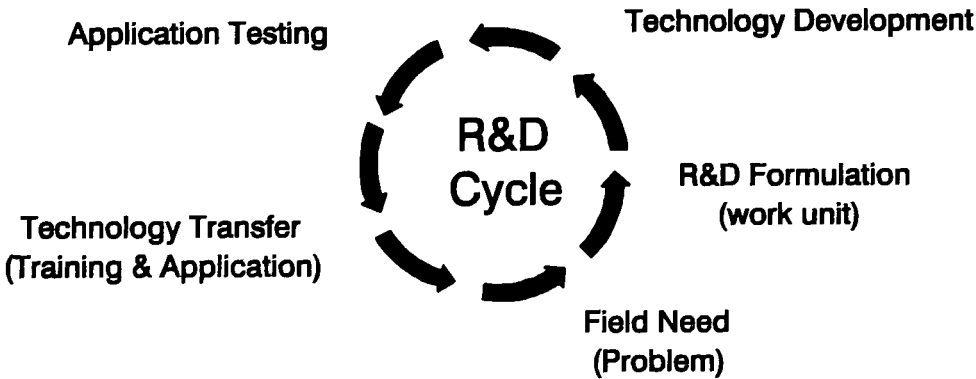 Application Testing
Technology Development
R&D
Cycle
R&D Formulation
(work unit)
Technology Transfer
(Training & Application)
Field Need
(Problem)